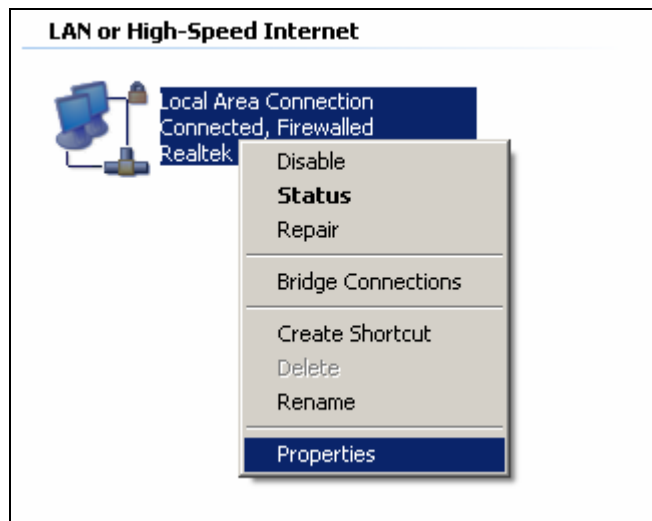 LAN or High-Speed Internet
Local Area Connection
Connected, Firewalled
Realtek
Disable
Status
Repair
Bridge Connections
Create Shortcut
Delete
Rename
Properties